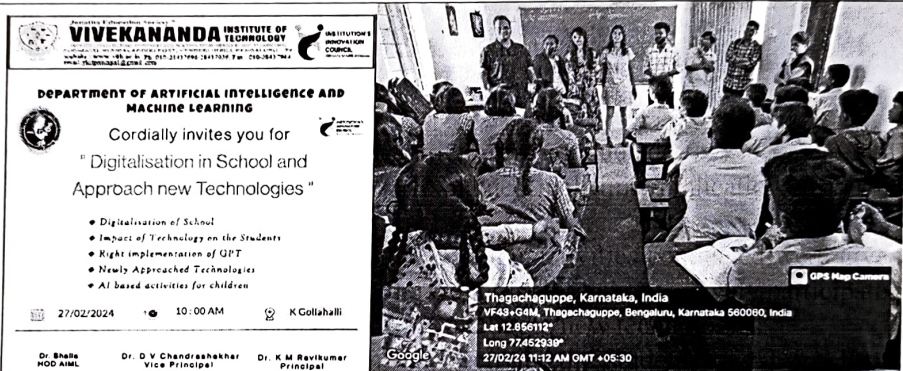 Janatha Education Society
VIVEKANANDA INSTITUTE OF
TECHNOLOGY
INSTITUTION'S
INNOVATION
COUNCIL
DEPARTMENT OF ARTIFICIAL INTELLIGENCE AND
MACHINE LEARNING
Cordially invites you for
" Digitalisation in School and
Approach new Technologies "
Digitalisation of School
Impact of Technology on the Students
Right implementation of GPT
Newly Approached Technologies
AI based activities for children
27/02/2024
10:00 AM
K Gollahalli
HOD AIML
Dr. D V Chandrashekhar
Vice Principal
Dr. K M Ravikumar
Principal
GPS Map Camera
Google
Thagachaguppe, Karnataka, India
VF43+G4M, Thagachaguppe, Bengaluru, Karnataka 560060, India
Lat 12.856112°
Long 77.452939°
27/02/24 11:12 AM GMT +05:30